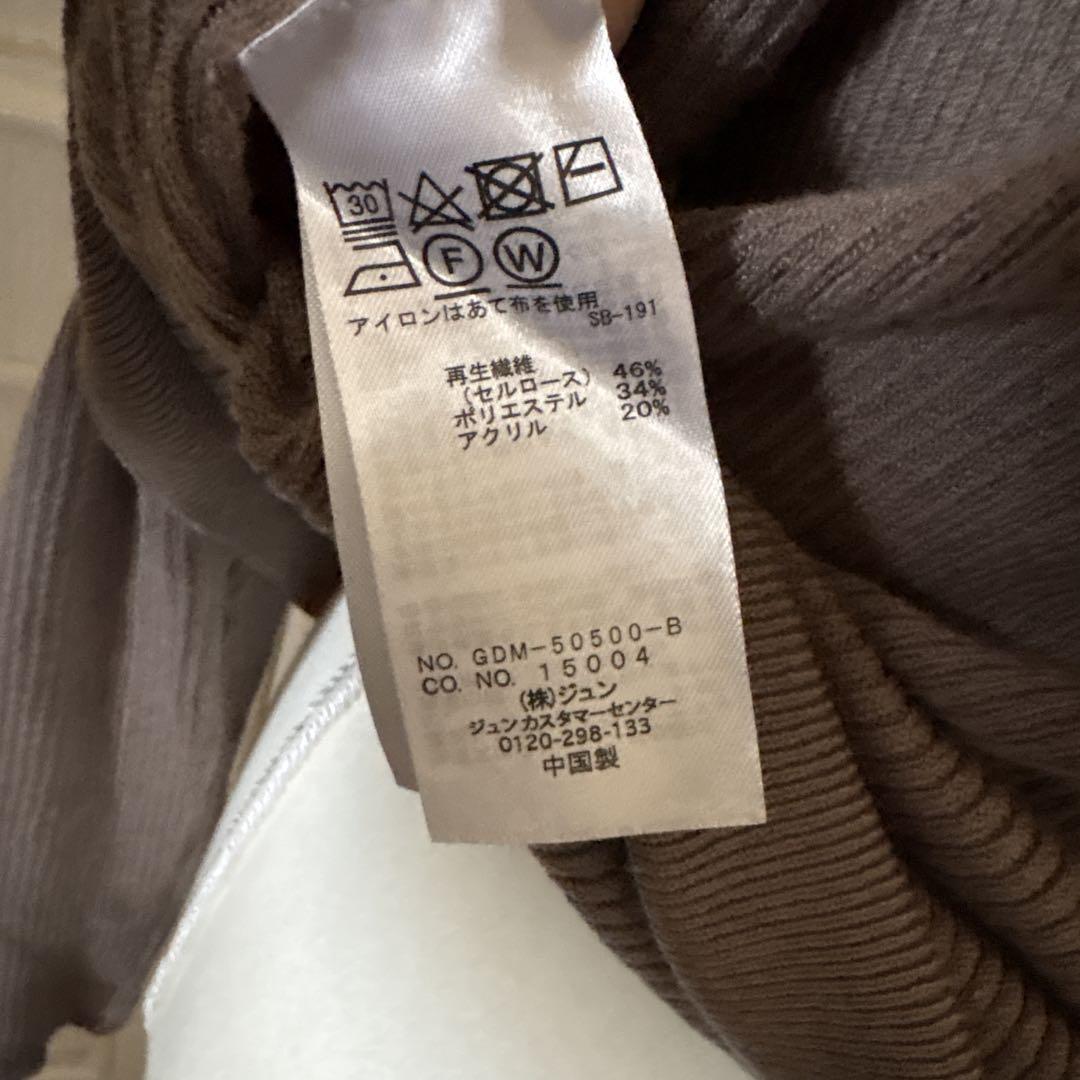 30
F W
アイロンはあて布を使用
SB-191
再生繊維 46%
(セルロース)
ポリエステル 34%
アクリル 20%
NO. GDM-50500-B
CO. NO. 15004
(株)ジュン
ジュンカスタマーセンター
0120-298-133
中国製